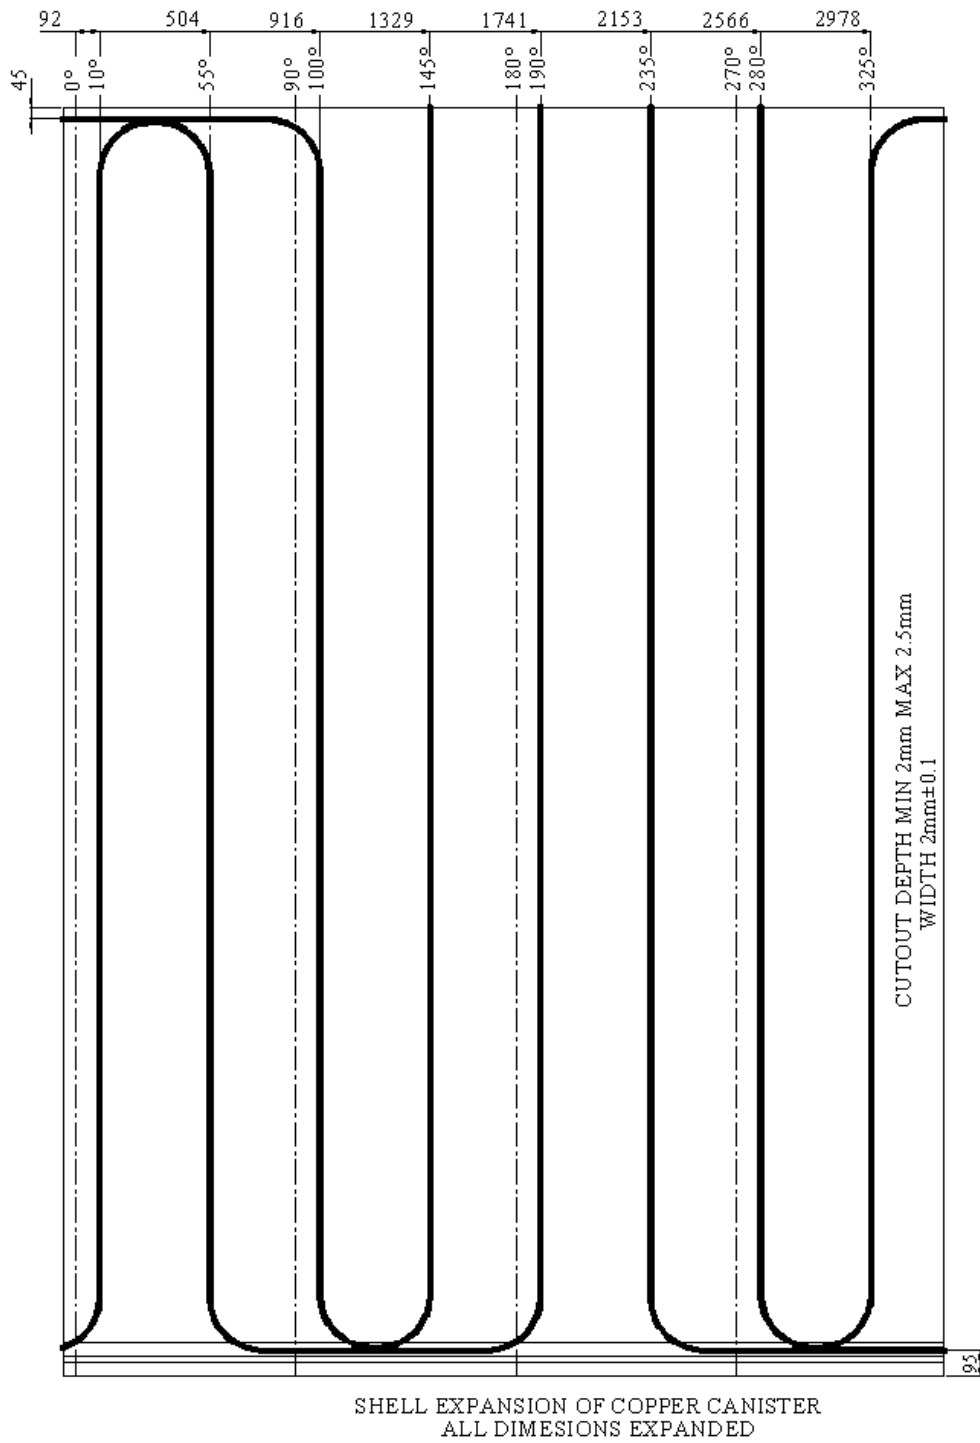 92 504 916 1329 1741 2153 2566 2978
45 0° 10° 55° 90° 100° 145° 180° 190° 235° 270° 280° 325°
CUTOUT DEPTH MIN 2mm MAX 2.5mm
WIDTH 2mm±0.1
95
SHELL EXPANSION OF COPPER CANISTER
ALL DIMESIONS EXPANDED